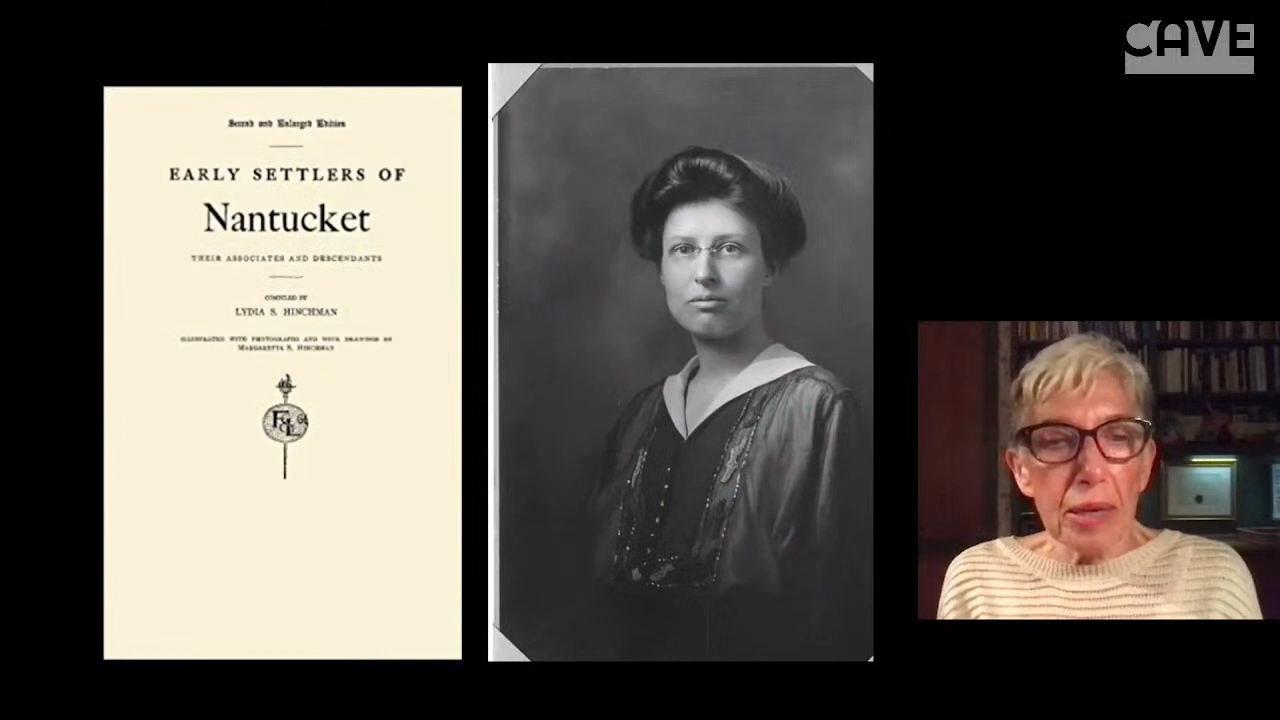 CAVE
Second and Enlarged Edition
EARLY SETTLERS OF
Nantucket
THEIR ASSOCIATES AND DESCENDANTS
COMPILED BY
LYDIA S. HINCHMAN
ILLUSTRATED WITH PHOTOGRAPHS AND WITH DRAWINGS BY
MARGARETTA S. HINCHMAN
F&L